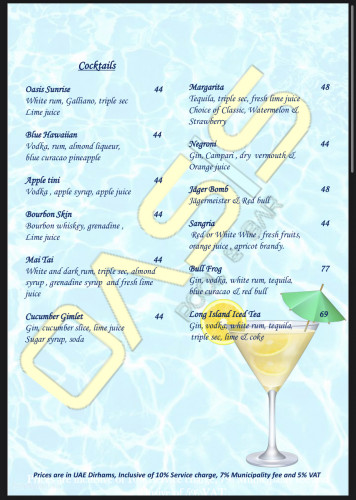 Cocktails
Oasis Sunrise 44
White rum, Galliano, triple sec
Lime juice
Blue Hawaiian 44
Vodka, rum, almond liqueur,
blue curacao pineapple
Apple tini 44
Vodka , apple syrup, apple juice
Bourbon Skin 44
Bourbon whiskey, grenadine ,
Lime juice
Mai Tai 44
White and dark rum, triple sec, almond
syrup , grenadine syrup and fresh lime
juice
Cucumber Gimlet 44
Gin, cucumber slice, lime juice
Sugar syrup, soda
Margarita 48
Tequila, triple sec, fresh lime juice
Choice of Classic, Watermelon &
Strawberry
Negroni 44
Gin, Campari , dry vermouth &
Orange juice
Jäger Bomb 48
Jägermeister & Red bull
Sangria 44
Red or White Wine , fresh fruits,
orange juice , apricot brandy.
Bull Frog 77
Gin, vodka, white rum, tequila,
blue curacao & red bull
Long Island Iced Tea 69
Gin, vodka, white rum, tequila,
triple sec, lime & coke
OASIS
Prices are in UAE Dirhams, Inclusive of 10% Service charge, 7% Municipality fee and 5% VAT